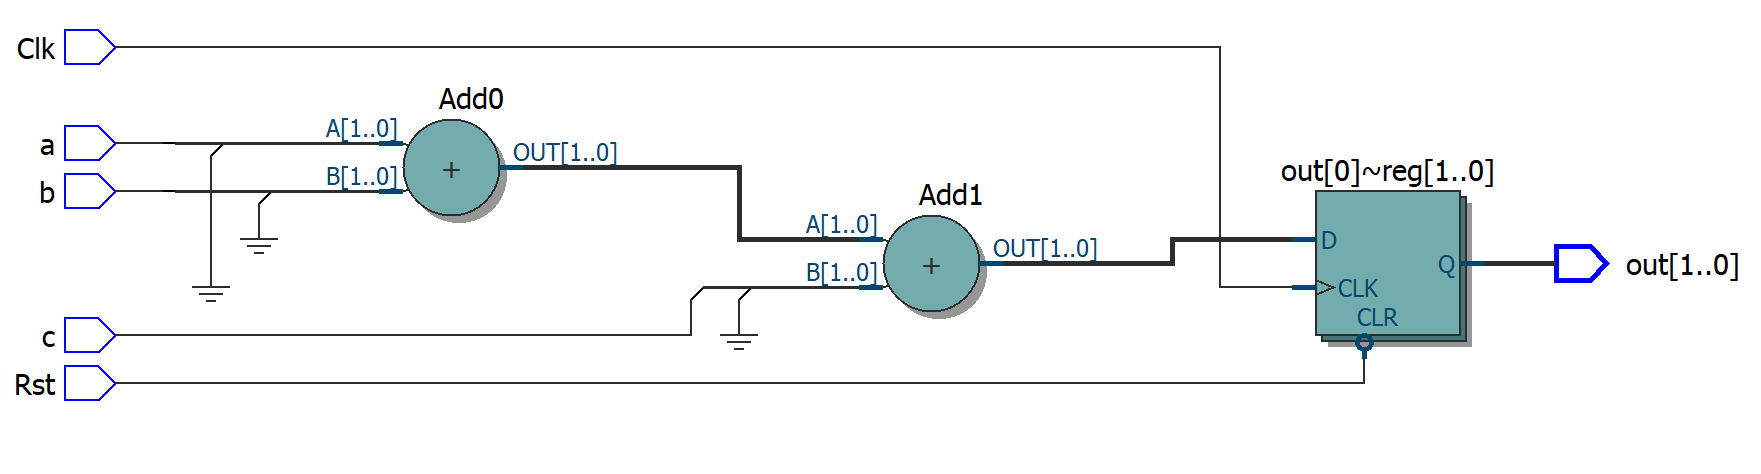 Clk
Add0
a
A[1..0]
OUT[1..0]
b
B[1..0]
+
out[0]~reg[1..0]
Add1
A[1..0]
OUT[1..0]
B[1..0]
+
D
Q
out[1..0]
CLK
CLR
c
Rst